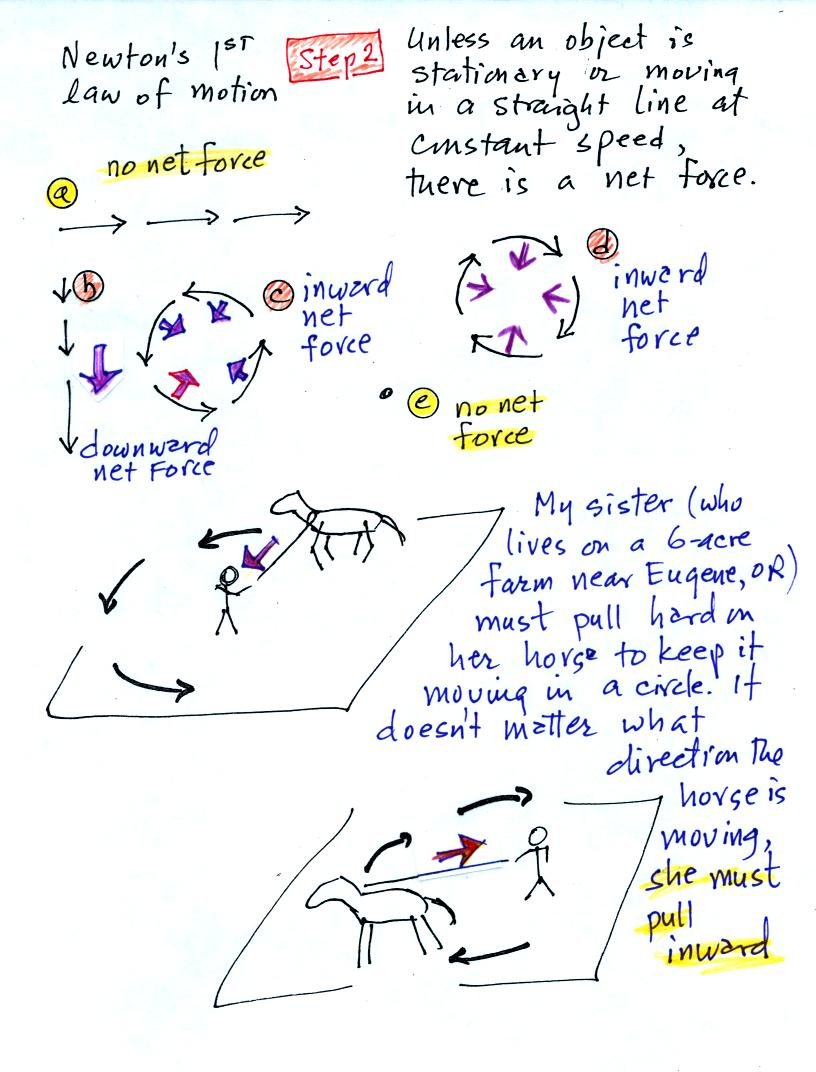 Newton's 1ST
law of motion
Step 2
Unless an object is
stationary or moving
in a straight line at
constant speed,
there is a net force.
a
no net force
b
downward
net Force
c
inward
net
force
d
inward
net
force
e
no net
force
My sister (who
lives on a 6-acre
farm near Eugene, OR)
must pull hard on
her horse to keep it
moving in a circle. It
doesn't matter what
direction the
horse is
moving,
she must
pull
inward